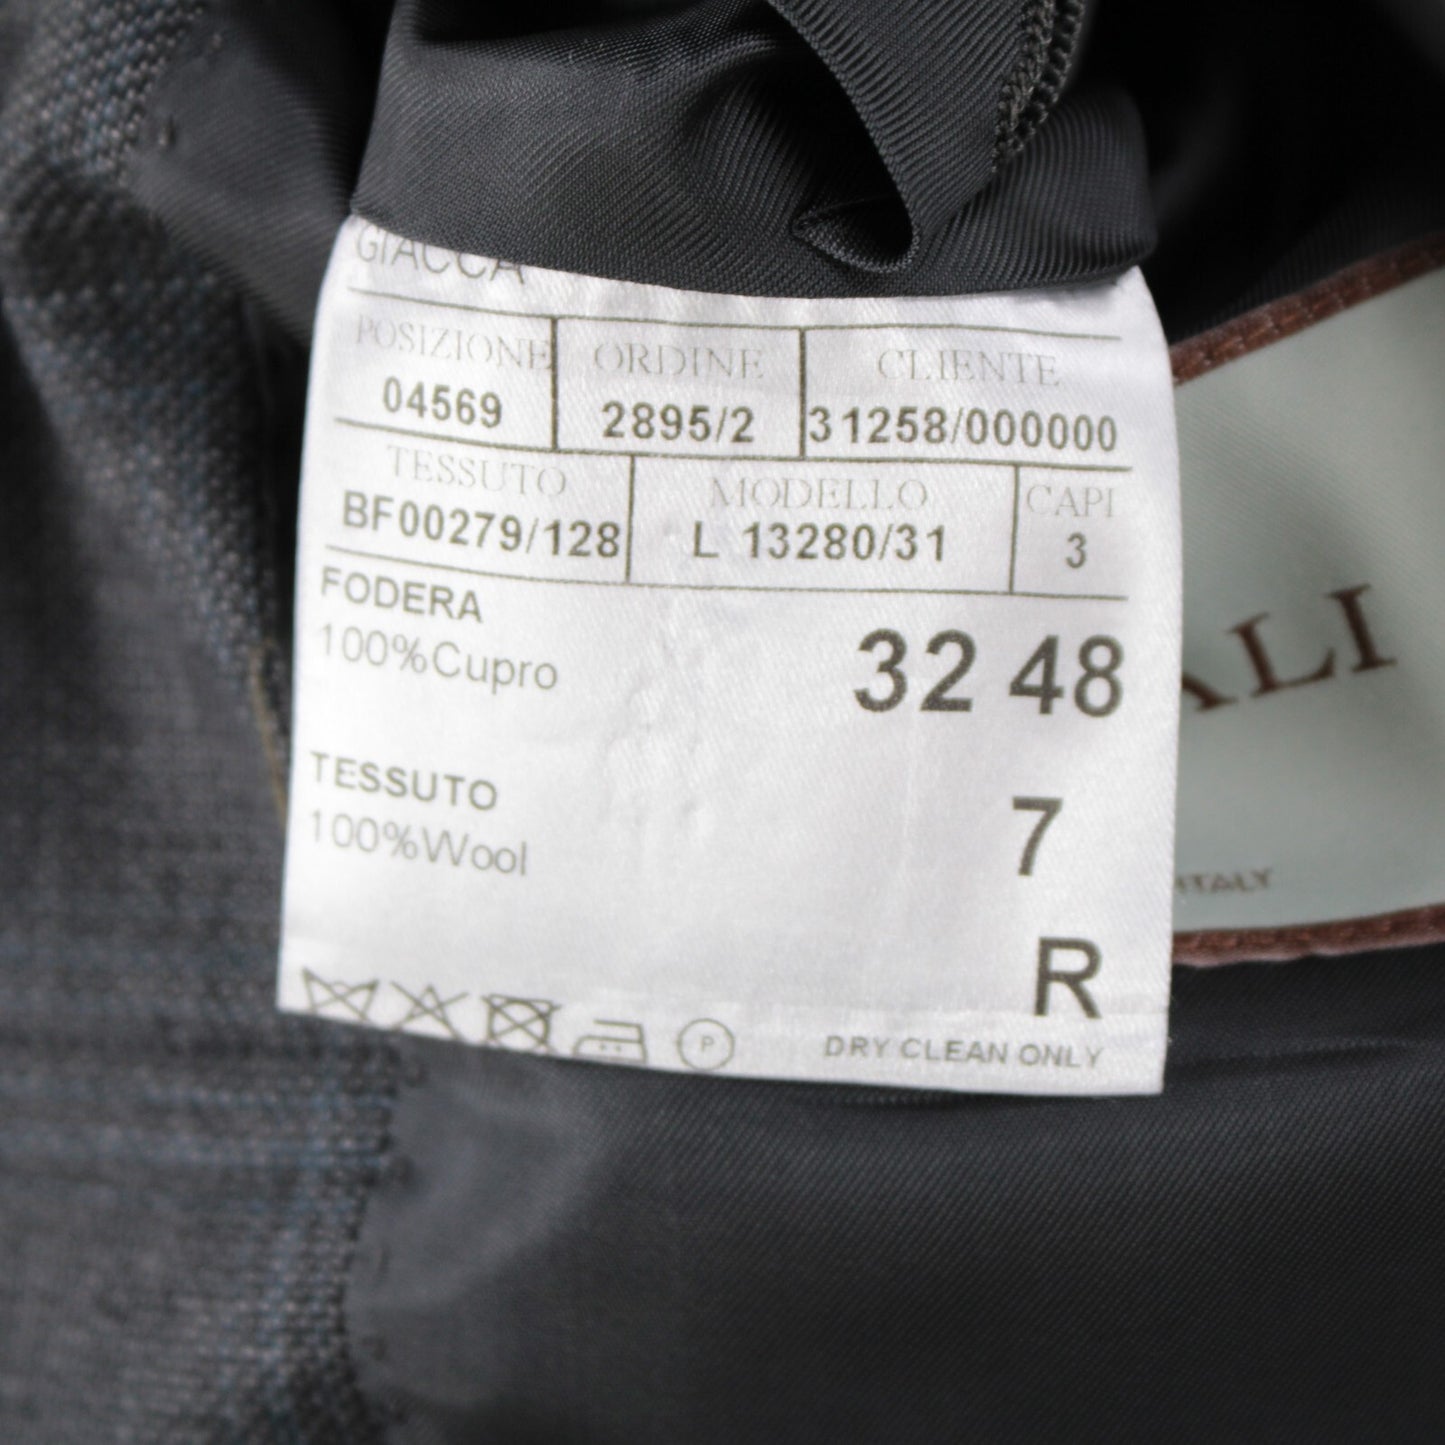 GIACCA
POSIZIONE ORDINE CLIENTE
04569 2895/2 31258/000000
TESSUTO MODELLO CAPI
BF00279/128 L 13280/31 3
FODERA
100%Cupro
32 48
TESSUTO
100%Wool
7
R
P
DRY CLEAN ONLY
ALI
ITALY